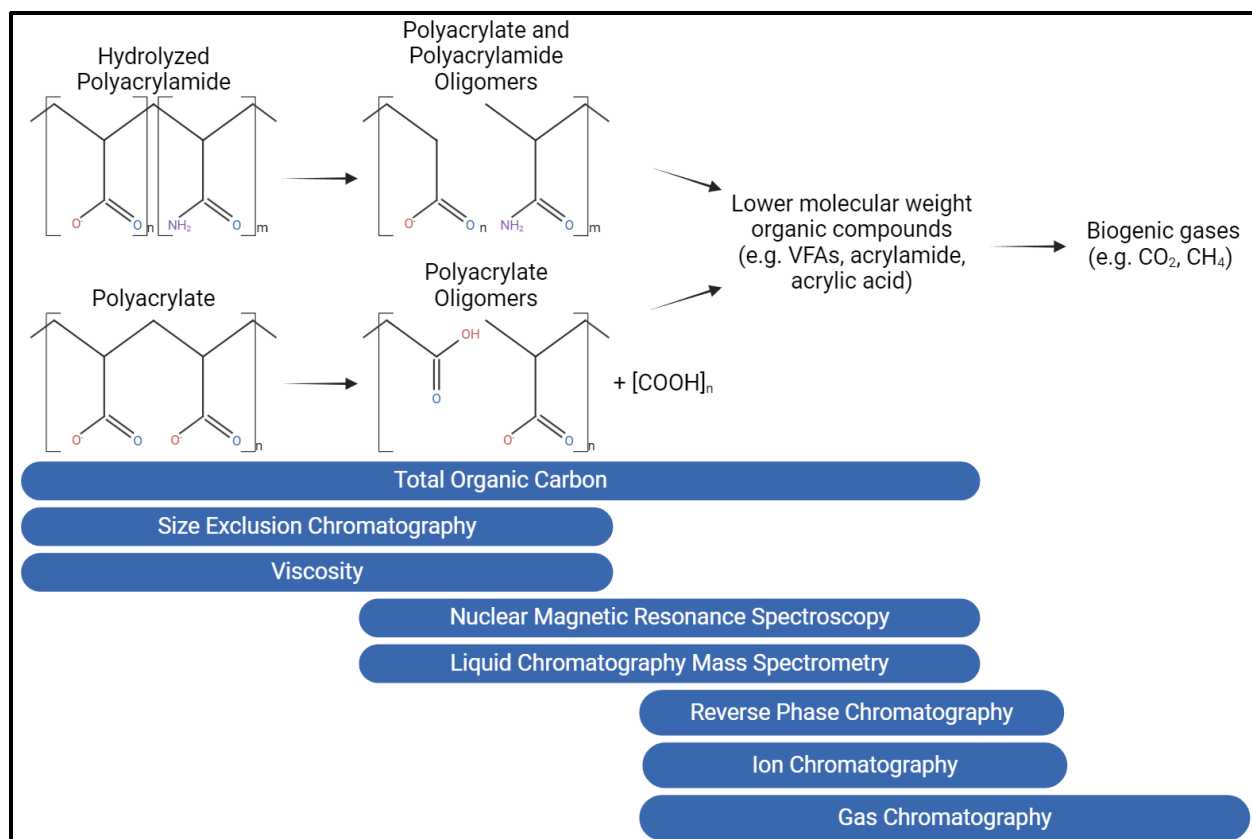 Hydrolyzed
Polyacrylamide
O⁻ O n NH₂ O m
Polyacrylate and
Polyacrylamide
Oligomers
O⁻ O n NH₂ O m
Polyacrylate
O⁻ O O⁻ O n
Polyacrylate
Oligomers
OH
O O⁻ O n
+ [COOH]ₙ
Lower molecular weight
organic compounds
(e.g. VFAs, acrylamide,
acrylic acid)
Biogenic gases
(e.g. CO₂, CH₄)
Total Organic Carbon
Size Exclusion Chromatography
Viscosity
Nuclear Magnetic Resonance Spectroscopy
Liquid Chromatography Mass Spectrometry
Reverse Phase Chromatography
Ion Chromatography
Gas Chromatography